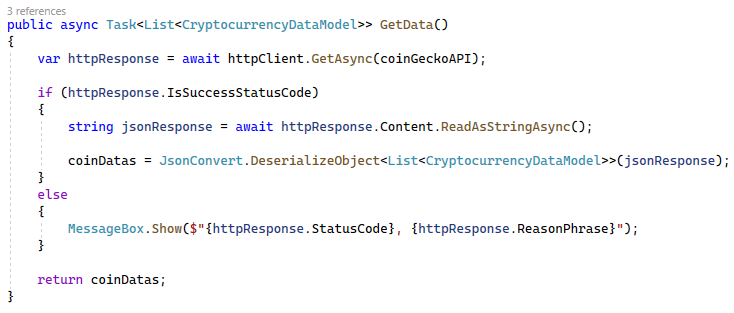 3 references
public async Task<List<CryptocurrencyDataModel>> GetData()
{
    var httpResponse = await httpClient.GetAsync(coinGeckoAPI);

    if (httpResponse.IsSuccessStatusCode)
    {
        string jsonResponse = await httpResponse.Content.ReadAsStringAsync();

        coinDatas = JsonConvert.DeserializeObject<List<CryptocurrencyDataModel>>(jsonResponse);
    }
    else
    {
        MessageBox.Show($"{httpResponse.StatusCode}, {httpResponse.ReasonPhrase}");
    }

    return coinDatas;
}